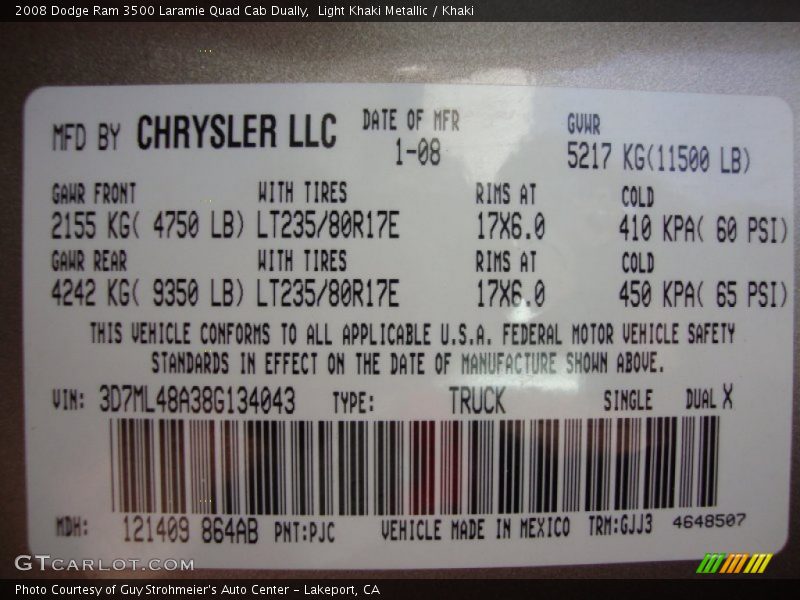 2008 Dodge Ram 3500 Laramie Quad Cab Dually,  Light Khaki Metallic / Khaki
MFD BY CHRYSLER LLC DATE OF MFR GVWR
1-08 5217 KG(11500 LB)
GAWR FRONT WITH TIRES RIMS AT COLD
2155 KG( 4750 LB) LT235/80R17E 17X6.0 410 KPA( 60 PSI)
GAWR REAR WITH TIRES RIMS AT COLD
4242 KG( 9350 LB) LT235/80R17E 17X6.0 450 KPA( 65 PSI)
THIS VEHICLE CONFORMS TO ALL APPLICABLE U.S.A. FEDERAL MOTOR VEHICLE SAFETY
STANDARDS IN EFFECT ON THE DATE OF MANUFACTURE SHOWN ABOVE.
VIN: 3D7ML48A38G134043 TYPE: TRUCK SINGLE DUAL X
MDH: 121409 864AB PNT:PJC VEHICLE MADE IN MEXICO TRM:GJJ3 4648507
GTCARLOT.COM
Photo Courtesy of Guy Strohmeier's Auto Center – Lakeport, CA